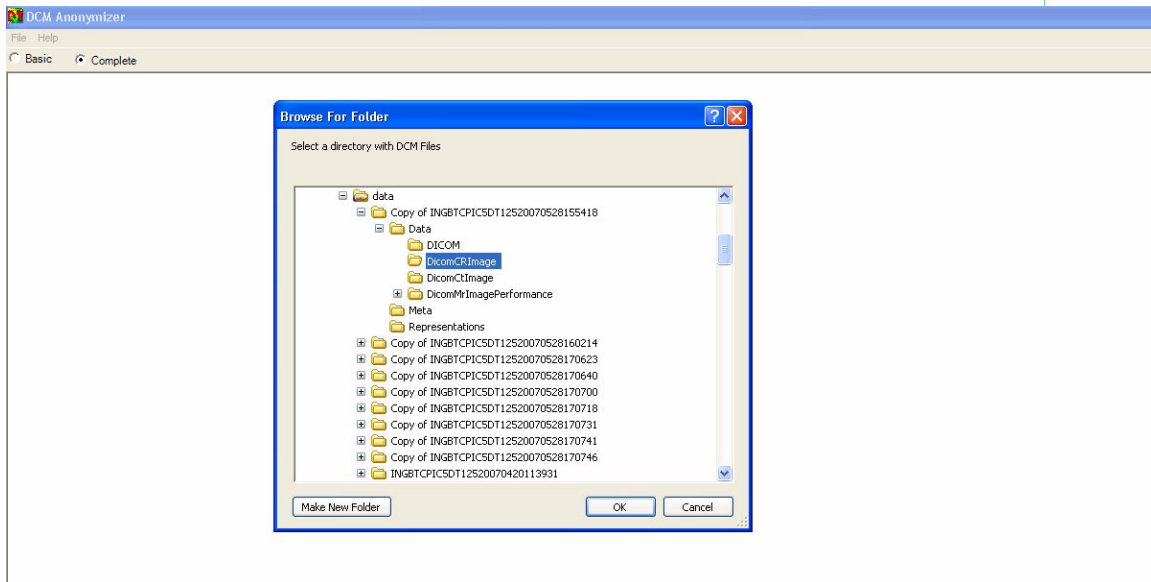 DCM Anonymizer
File Help
Basic Complete
Browse For Folder
Select a directory with DCM Files
data
Copy of INGBTCPIC5DT12520070528155418
Data
DICOM
DicomCRImage
DicomCtImage
DicomMrImagePerformance
Meta
Representations
Copy of INGBTCPIC5DT12520070528160214
Copy of INGBTCPIC5DT12520070528170623
Copy of INGBTCPIC5DT12520070528170640
Copy of INGBTCPIC5DT12520070528170700
Copy of INGBTCPIC5DT12520070528170718
Copy of INGBTCPIC5DT12520070528170731
Copy of INGBTCPIC5DT12520070528170741
Copy of INGBTCPIC5DT12520070528170746
INGBTCPIC5DT12520070420113931
Make New Folder OK Cancel